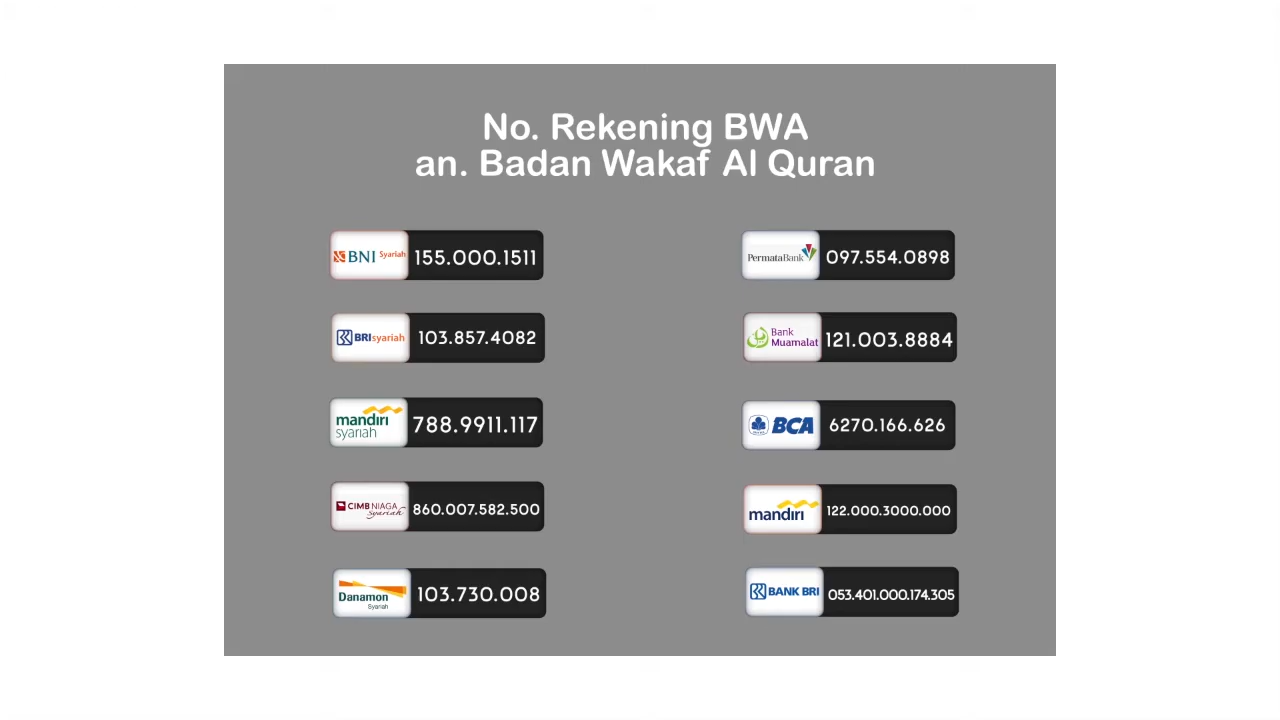 No. Rekening BWA
an. Badan Wakaf Al Quran
BNI Syariah 155.000.1511
BRIsyariah 103.857.4082
mandiri
syariah 788.9911.117
CIMB NIAGA
Syariah 860.007.582.500
Danamon
Syariah 103.730.008
PermataBank 097.554.0898
Bank
Muamalat 121.003.8884
BCA 6270.166.626
mandiri 122.000.3000.000
BANK BRI 053.401.000.174.305